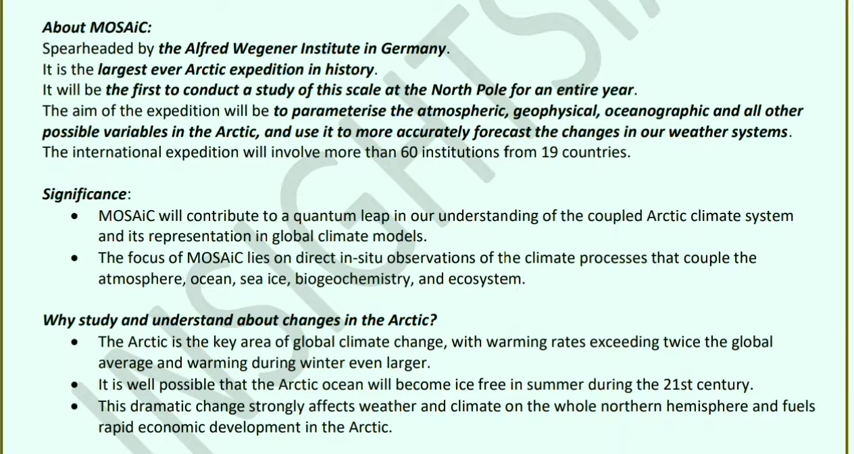 About MOSAiC:
Spearheaded by the Alfred Wegener Institute in Germany.
It is the largest ever Arctic expedition in history.
It will be the first to conduct a study of this scale at the North Pole for an entire year.
The aim of the expedition will be to parameterise the atmospheric, geophysical, oceanographic and all other
possible variables in the Arctic, and use it to more accurately forecast the changes in our weather systems.
The international expedition will involve more than 60 institutions from 19 countries.
Significance:
• MOSAiC will contribute to a quantum leap in our understanding of the coupled Arctic climate system
and its representation in global climate models.
• The focus of MOSAiC lies on direct in-situ observations of the climate processes that couple the
atmosphere, ocean, sea ice, biogeochemistry, and ecosystem.
Why study and understand about changes in the Arctic?
• The Arctic is the key area of global climate change, with warming rates exceeding twice the global
average and warming during winter even larger.
• It is well possible that the Arctic ocean will become ice free in summer during the 21st century.
• This dramatic change strongly affects weather and climate on the whole northern hemisphere and fuels
rapid economic development in the Arctic.
INSIGHTSI